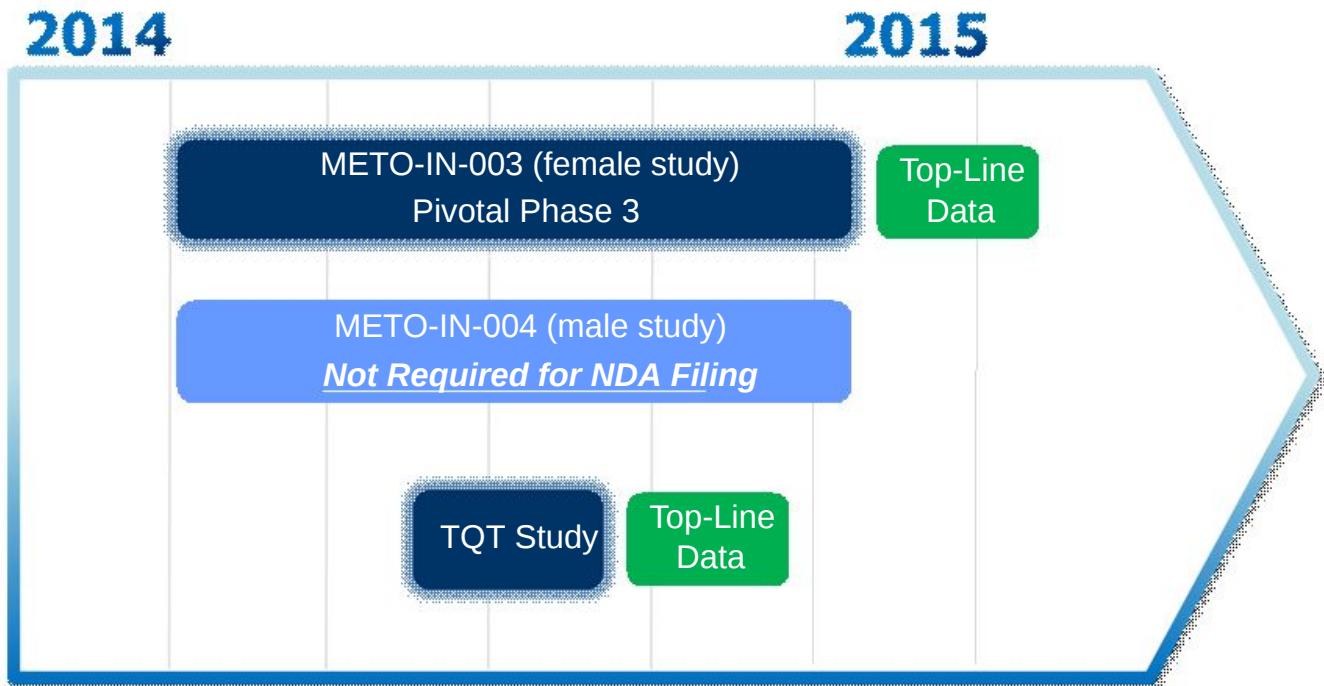 2014
2015
METO-IN-003 (female study)
Pivotal Phase 3
Top-Line
Data
METO-IN-004 (male study)
Not Required for NDA Filing
TQT Study
Top-Line
Data